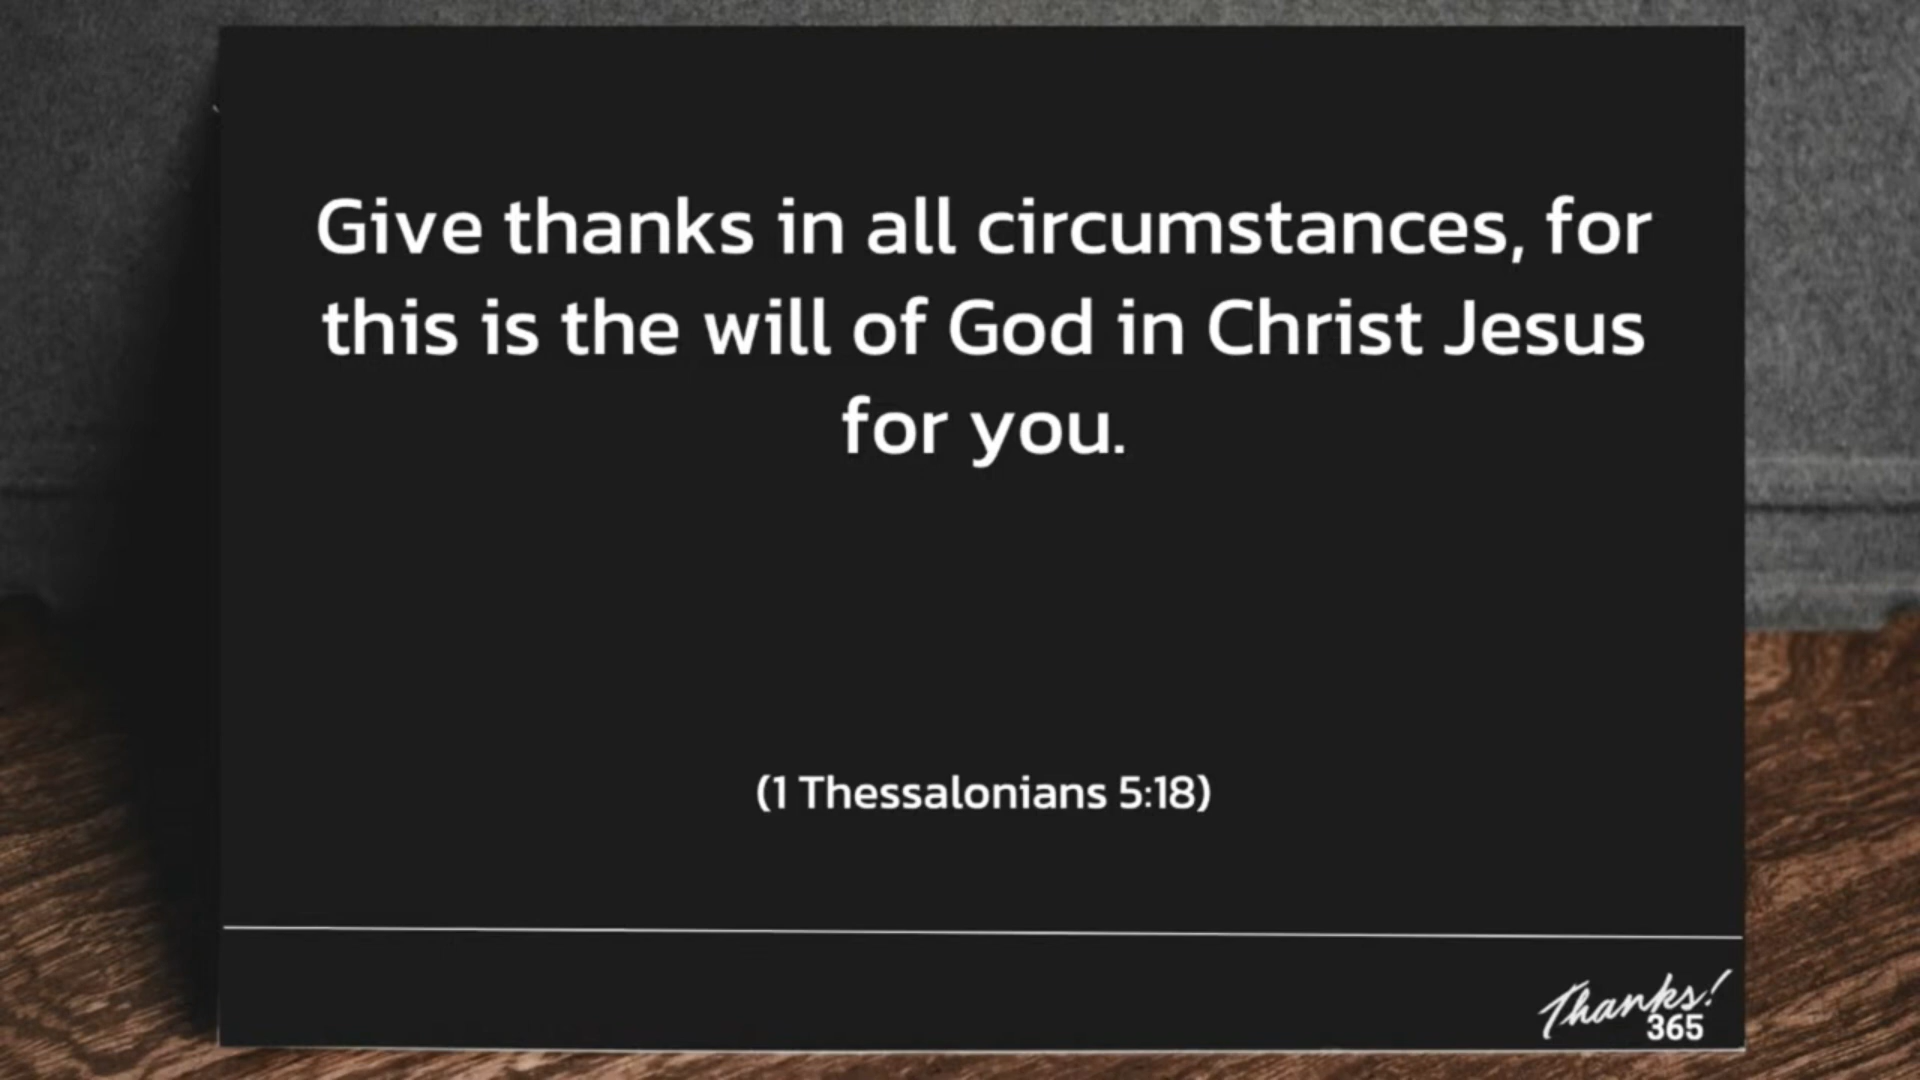 Give thanks in all circumstances, for
this is the will of God in Christ Jesus
for you.
(1 Thessalonians 5:18)
Thanks!
365